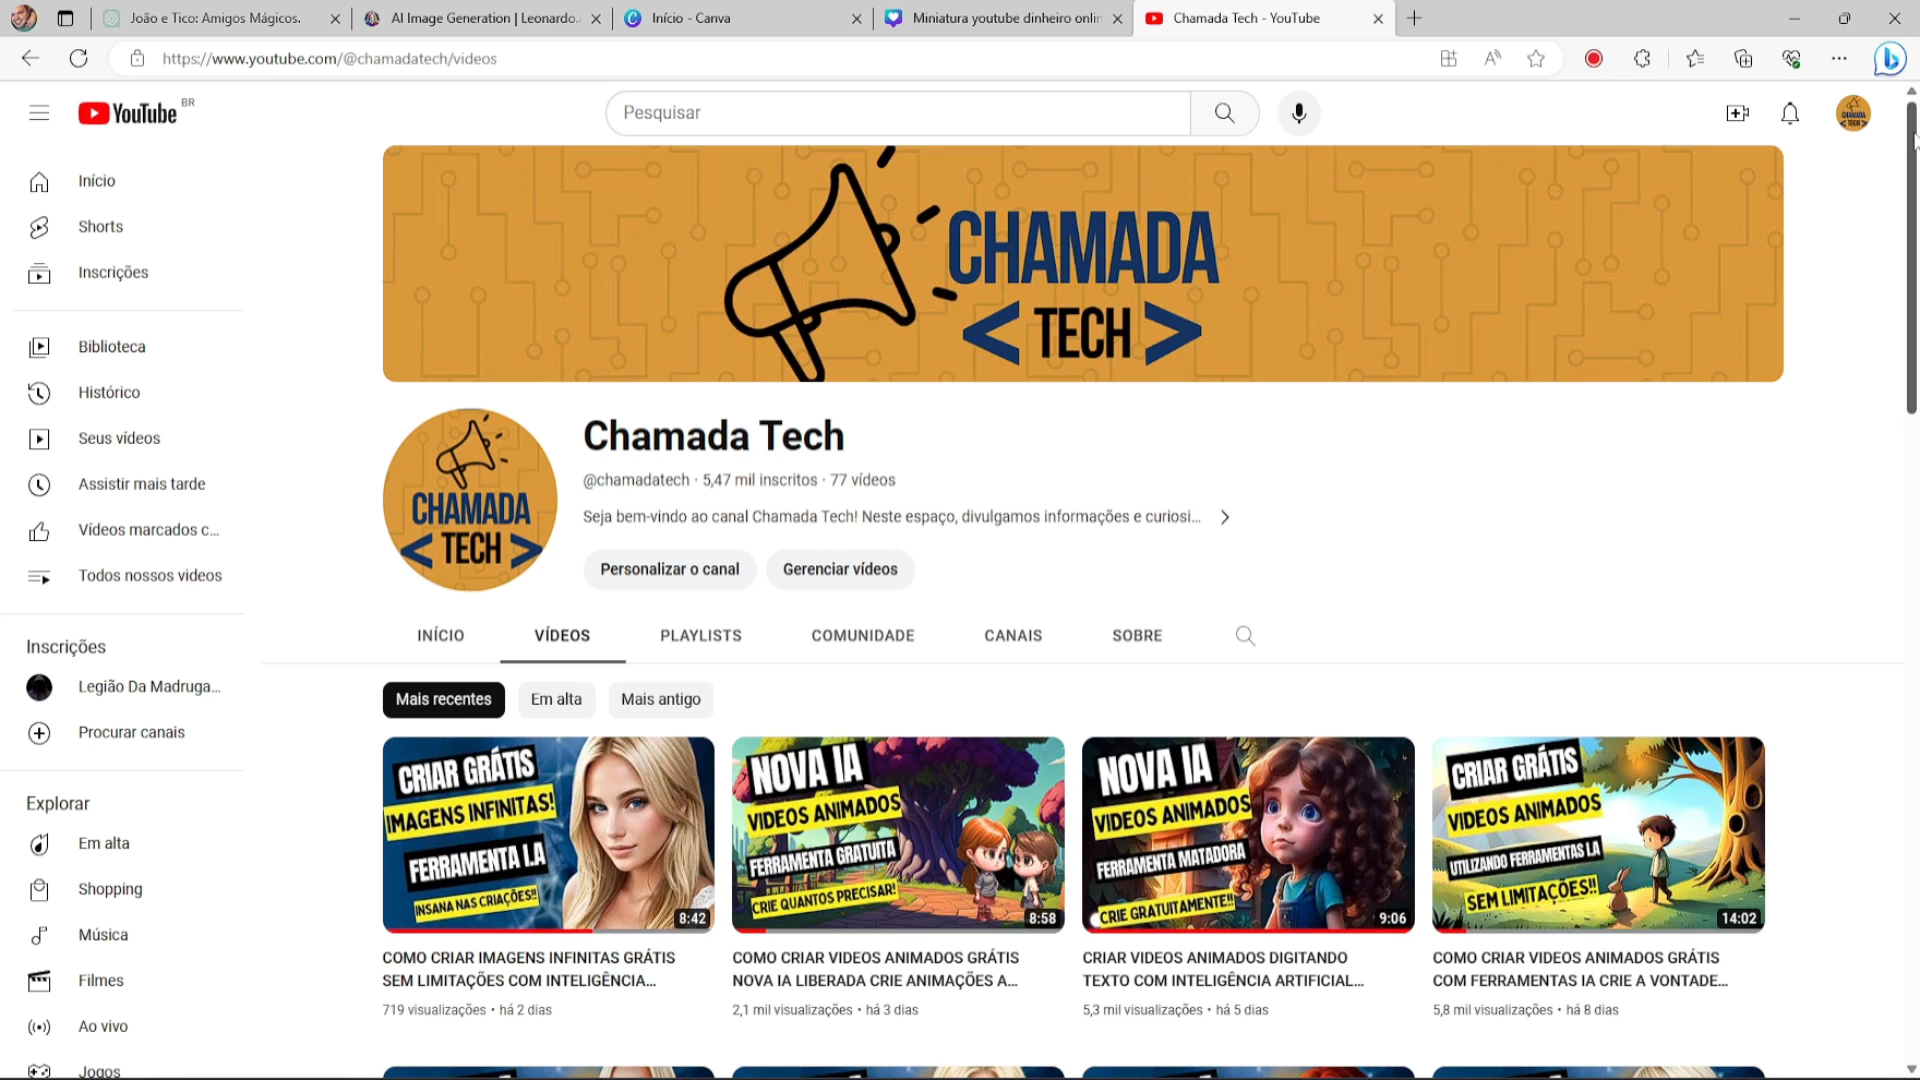 João e Tico: Amigos Mágicos.
AI Image Generation | Leonardo.
Início - Canva
Miniatura youtube dinheiro onlin
Chamada Tech - YouTube
https://www.youtube.com/@chamadatech/videos
YouTube BR
Pesquisar
CHAMADA
< TECH >
Início
Shorts
Inscrições
Biblioteca
Histórico
Seus vídeos
Assistir mais tarde
Vídeos marcados c...
Todos nossos videos
Inscrições
Legião Da Madruga...
Procurar canais
Explorar
Em alta
Shopping
Música
Filmes
Ao vivo
Jogos
CHAMADA
< TECH >
CHAMADA
< TECH >
Chamada Tech
@chamadatech · 5,47 mil inscritos · 77 vídeos
Seja bem-vindo ao canal Chamada Tech! Neste espaço, divulgamos informações e curiosi...
Personalizar o canal
Gerenciar vídeos
INÍCIO
VÍDEOS
PLAYLISTS
COMUNIDADE
CANAIS
SOBRE
Mais recentes
Em alta
Mais antigo
CRIAR GRÁTIS
IMAGENS INFINITAS!
FERRAMENTA I.A
INSANA NAS CRIAÇÕES!!
8:42
COMO CRIAR IMAGENS INFINITAS GRÁTIS
SEM LIMITAÇÕES COM INTELIGÊNCIA...
719 visualizações • há 2 dias
NOVA IA
VIDEOS ANIMADOS
FERRAMENTA GRATUITA
CRIE QUANTOS PRECISAR!
8:58
COMO CRIAR VIDEOS ANIMADOS GRÁTIS
NOVA IA LIBERADA CRIE ANIMAÇÕES A...
2,1 mil visualizações • há 3 dias
NOVA IA
VIDEOS ANIMADOS
FERRAMENTA MATADORA
CRIE GRATUITAMENTE!!
9:06
CRIAR VIDEOS ANIMADOS DIGITANDO
TEXTO COM INTELIGÊNCIA ARTIFICIAL...
5,3 mil visualizações • há 5 dias
CRIAR GRÁTIS
VIDEOS ANIMADOS
UTILIZANDO FERRAMENTAS I.A
SEM LIMITAÇÕES!!
14:02
COMO CRIAR VIDEOS ANIMADOS GRÁTIS
COM FERRAMENTAS IA CRIE A VONTADE...
5,8 mil visualizações • há 8 dias